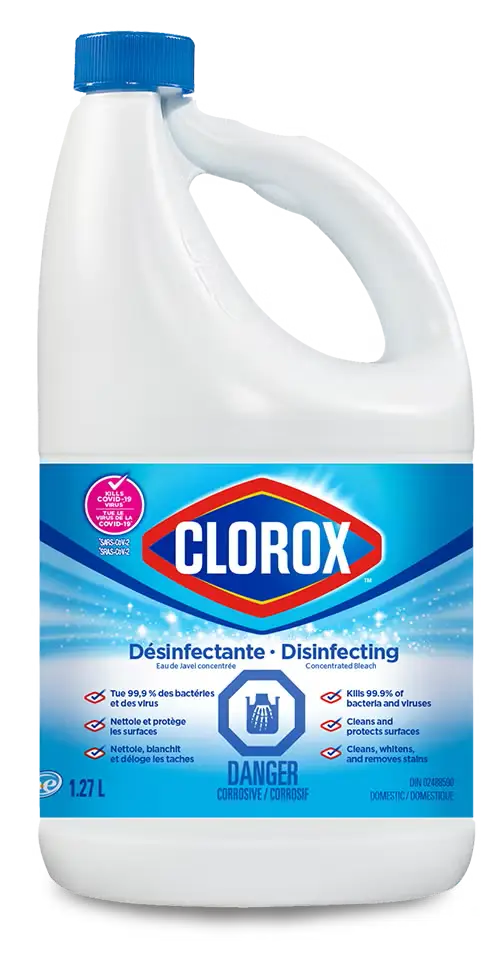 KILLS
COVID-19
VIRUS
TUE LE
VIRUS DE LA
COVID-19*
*SARS-CoV-2
*SRAS-CoV-2
CLOROX
TM
Désinfectante • Disinfecting
Eau de Javel concentrée
Concentrated Bleach
Tue 99,9 % des bactéries
et des virus
Nettoie et protège
les surfaces
Nettoie, blanchit
et déloge les taches
Kills 99.9% of
bacteria and viruses
Cleans and
protects surfaces
Cleans, whitens,
and removes stains
DANGER
CORROSIVE / CORROSIF
1.27 L
DIN 02488590
DOMESTIC / DOMESTIQUE